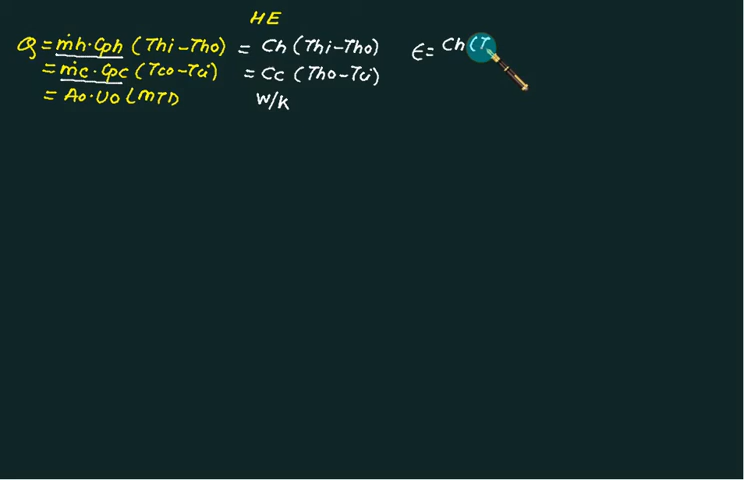 HE
Q = ṁh·Cph (Thi-Tho) = Ch (Thi-Tho)
= ṁc·Cpc (Tco-Tci) = Cc (Tho-Tci)
= Ao·Uo LMTD W/K
ϵ = Ch (T